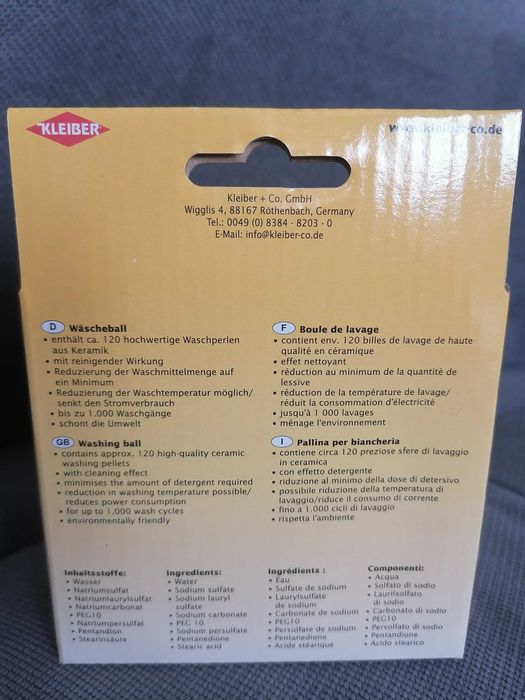 KLEIBER
www.kleiber-co.de
Kleiber + Co. GmbH
Wigglis 4, 88167 Röthenbach, Germany
Tel.: 0049 (0) 8384 - 8203 - 0
E-Mail: info@kleiber-co.de
D Wäscheball
▪ enthält ca. 120 hochwertige Waschperlen
aus Keramik
▪ mit reinigender Wirkung
▪ Reduzierung der Waschmittelmenge auf
ein Minimum
▪ Reduzierung der Waschtemperatur möglich/
senkt den Stromverbrauch
▪ bis zu 1.000 Waschgänge
▪ schont die Umwelt
GB Washing ball
▪ contains approx. 120 high-quality ceramic
washing pellets
▪ with cleaning effect
▪ minimises the amount of detergent required
▪ reduction in washing temperature possible/
reduces power consumption
▪ for up to 1,000 wash cycles
▪ environmentally friendly
F Boule de lavage
▪ contient env. 120 billes de lavage de haute
qualité en céramique
▪ effet nettoyant
▪ réduction au minimum de la quantité de
lessive
▪ réduction de la température de lavage/
réduit la consommation d'électricité
▪ jusqu'à 1 000 lavages
▪ ménage l'environnement
I Pallina per biancheria
▪ contiene circa 120 preziose sfere di lavaggio
in ceramica
▪ con effetto detergente
▪ riduzione al minimo della dose di detersivo
▪ possibile riduzione della temperatura di
lavaggio/riduce il consumo di corrente
▪ fino a 1.000 cicli di lavaggio
▪ rispetta l'ambiente
Inhaltsstoffe:
▪ Wasser
▪ Natriumsulfat
▪ Natriumlaurylsulfat
▪ Natriumcarbonat
▪ PEG10
▪ Natriumpersulfat
▪ Pentandion
▪ Stearinsäure
Ingredients:
▪ Water
▪ Sodium sulfate
▪ Sodium lauryl
sulfate
▪ Sodium carbonate
▪ PEG 10
▪ Sodium persulfate
▪ Pentanedione
▪ Stearic acid
Ingrédients :
▪ Eau
▪ Sulfate de sodium
▪ Laurylsulfate
de sodium
▪ Carbonate de sodium
▪ PEG10
▪ Persulfate de sodium
▪ Pentanedione
▪ Acide stéarique
Componenti:
▪ Acqua
▪ Solfato di sodio
▪ Laurilsolfato
di sodio
▪ Carbonato di sodio
▪ PEG10
▪ Persolfato di sodio
▪ Pentandione
▪ Acido stearico